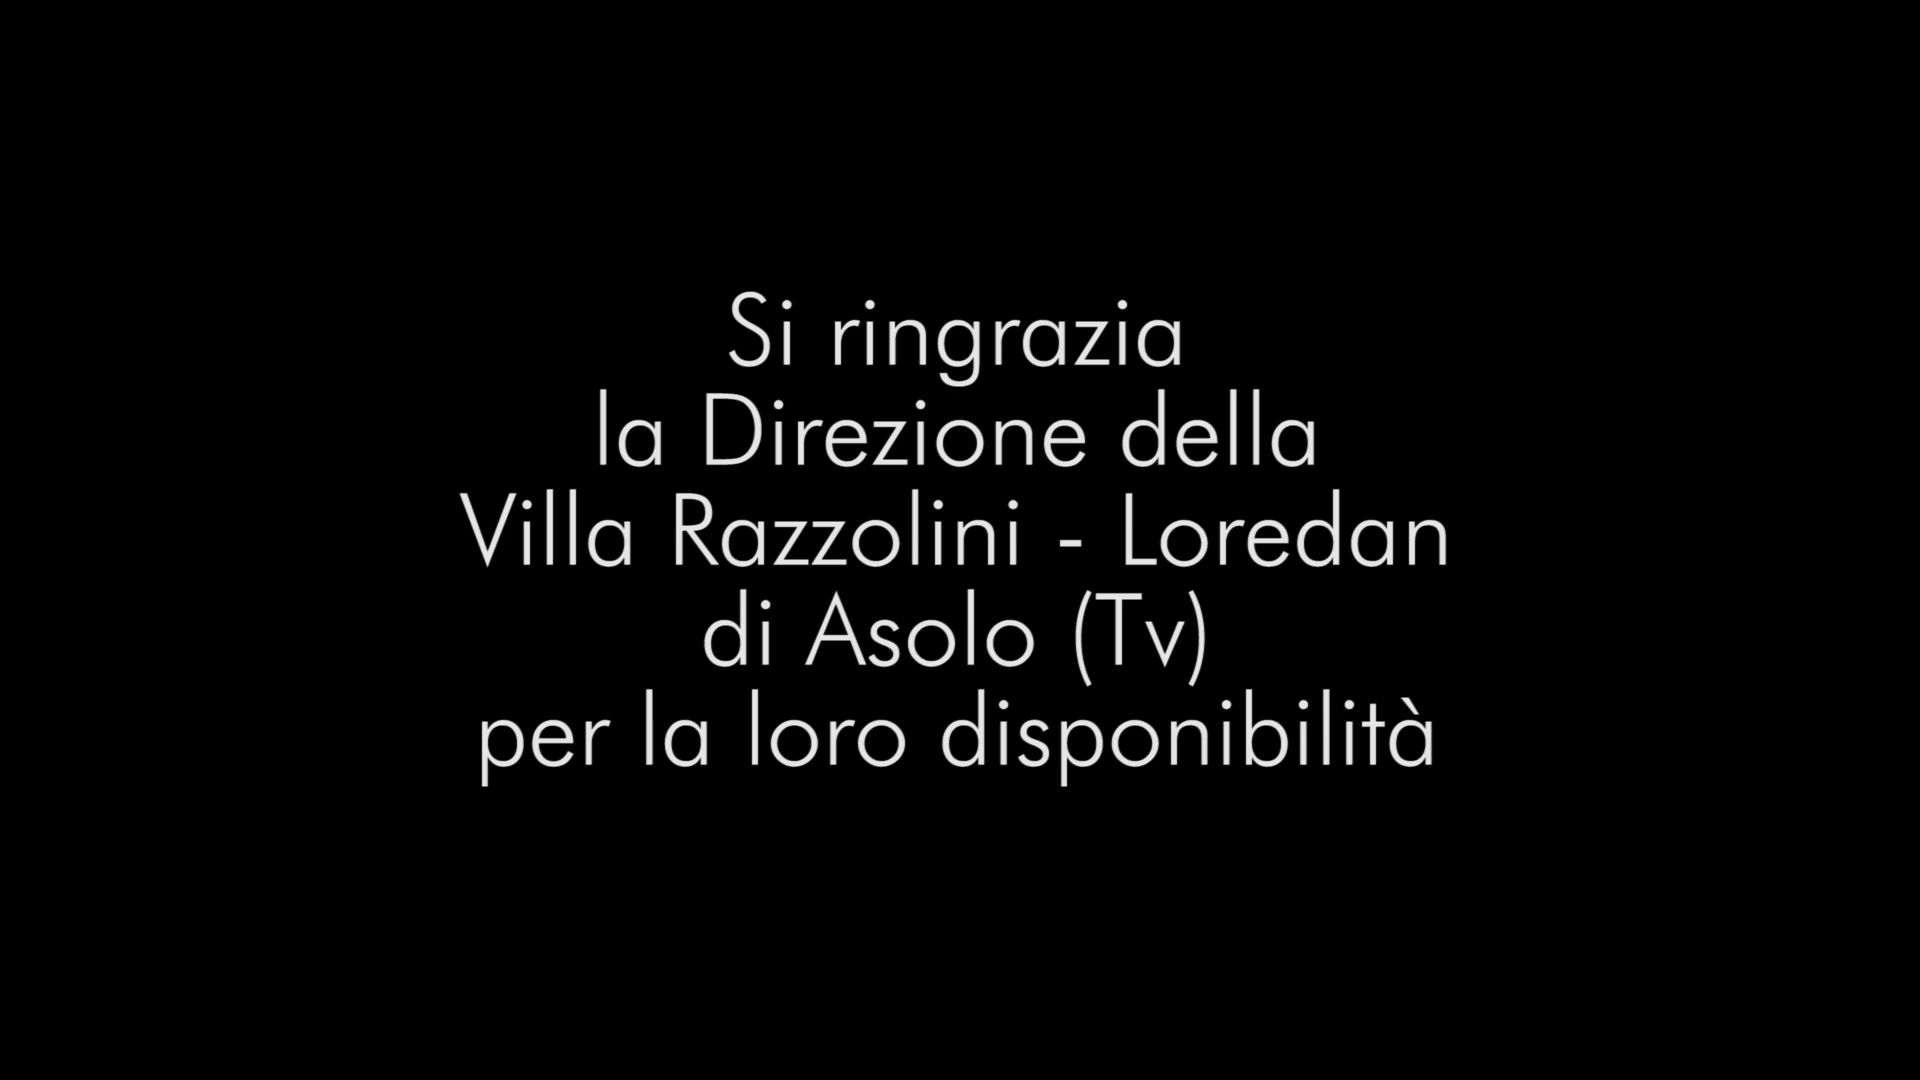 Si ringrazia
la Direzione della
Villa Razzolini - Loredan
di Asolo (Tv)
per la loro disponibilità